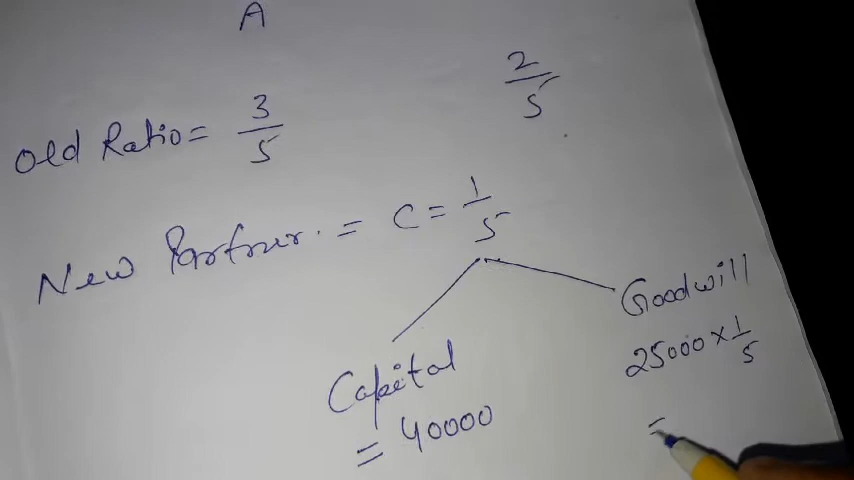 A
Old Ratio = 3/5 2/5
New Partner. = C = 1/5
Capital
= 40000
Goodwill
25000 × 1/5
=